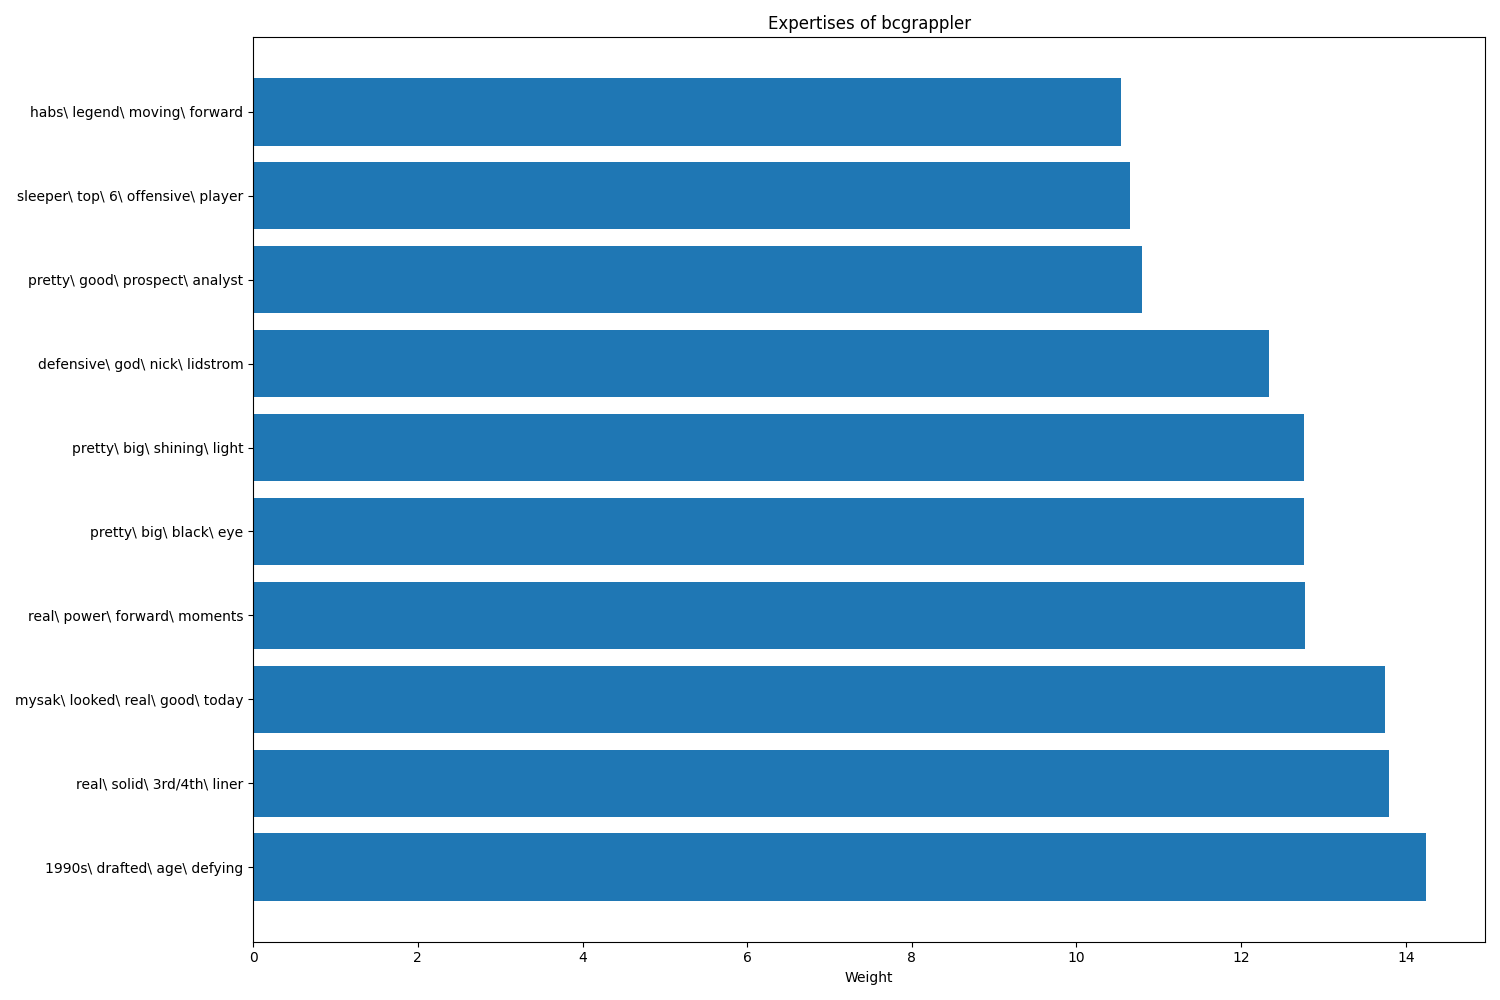 Expertises of bcgrappler
habs\ legend\ moving\ forward
sleeper\ top\ 6\ offensive\ player
pretty\ good\ prospect\ analyst
defensive\ god\ nick\ lidstrom
pretty\ big\ shining\ light
pretty\ big\ black\ eye
real\ power\ forward\ moments
mysak\ looked\ real\ good\ today
real\ solid\ 3rd/4th\ liner
1990s\ drafted\ age\ defying
0 2 4 6 8 10 12 14
Weight